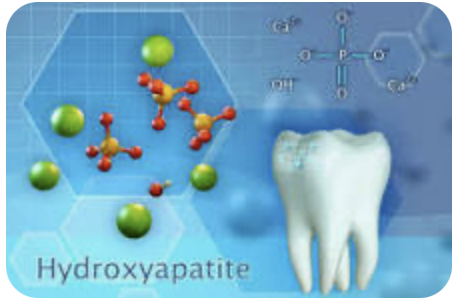 O⁻
Ca²⁺
O⁻ P O⁻
OH⁻ O Ca²⁺
Hydroxyapatite